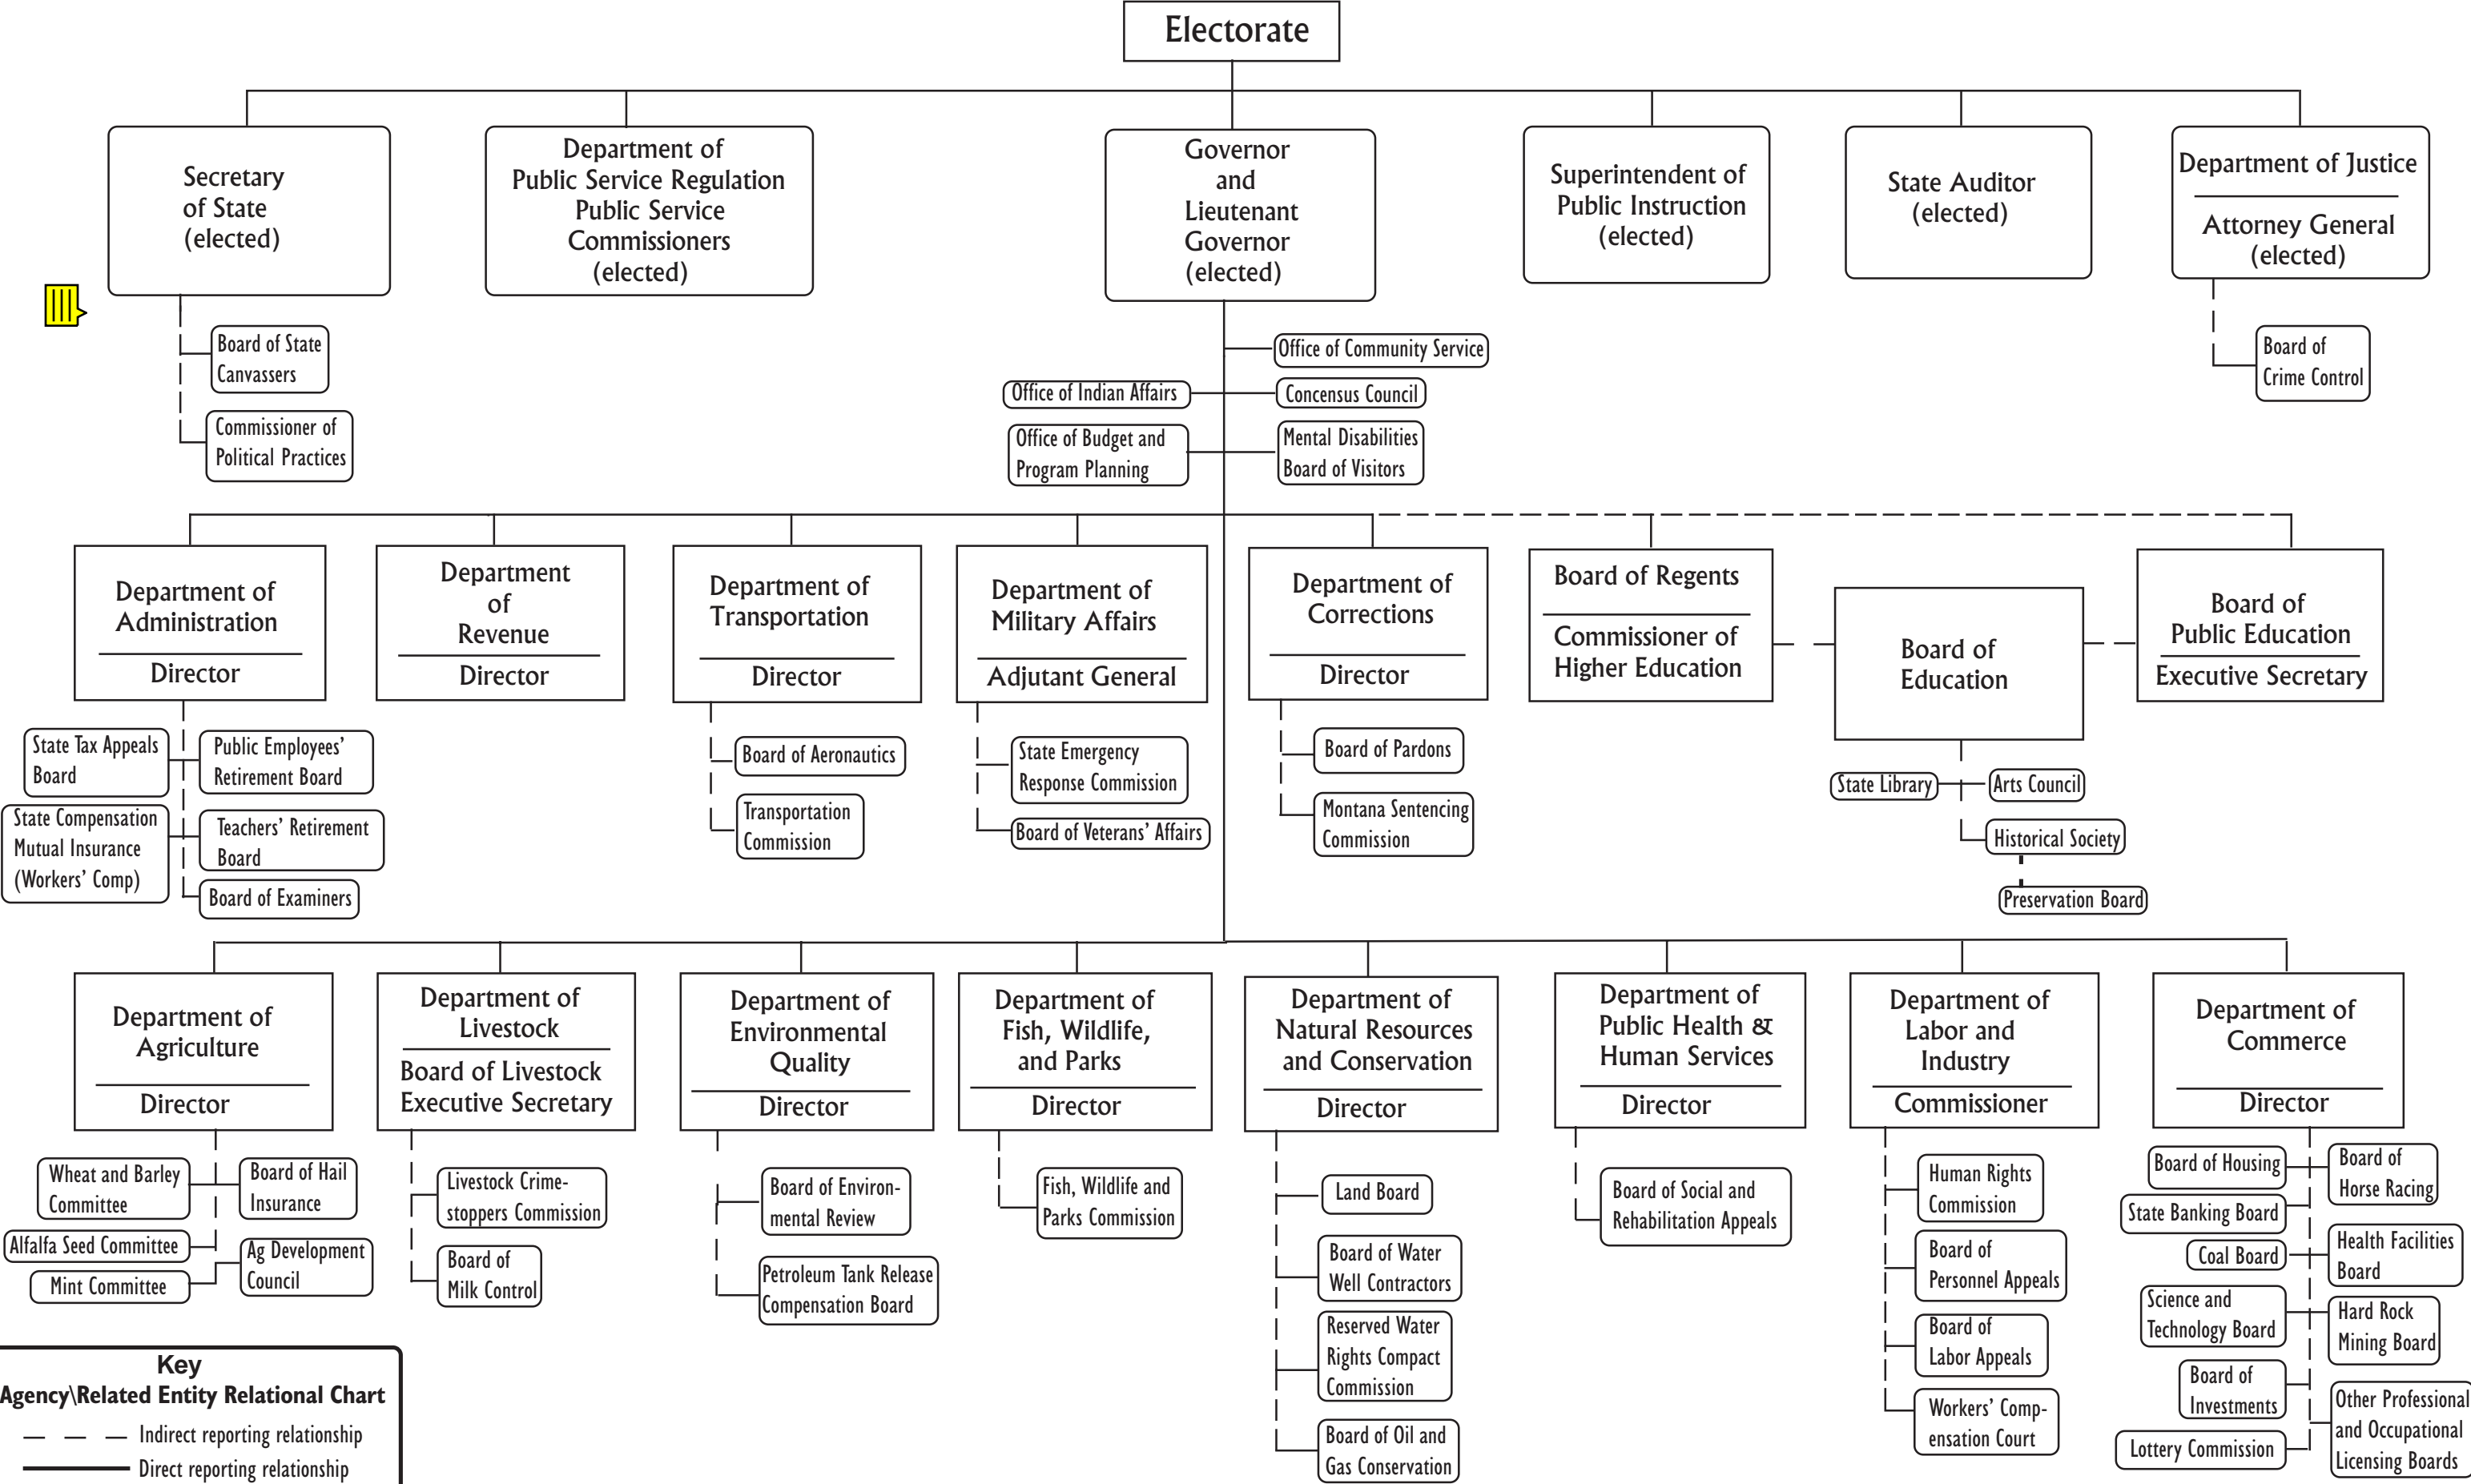 Electorate
Secretary
of State
(elected)
Department of
Public Service Regulation
Public Service
Commissioners
(elected)
Governor
and
Lieutenant
Governor
(elected)
Superintendent of
Public Instruction
(elected)
State Auditor
(elected)
Department of Justice
Attorney General
(elected)
Board of State
Canvassers
Commissioner of
Political Practices
Office of Community Service
Office of Indian Affairs
Concensus Council
Office of Budget and
Program Planning
Mental Disabilities
Board of Visitors
Board of
Crime Control
Department of
Administration
Director
Department
of
Revenue
Director
Department of
Transportation
Director
Department of
Military Affairs
Adjutant General
Department of
Corrections
Director
Board of Regents
Commissioner of
Higher Education
Board of
Education
Board of
Public Education
Executive Secretary
State Tax Appeals
Board
Public Employees’
Retirement Board
State Compensation
Mutual Insurance
(Workers’ Comp)
Teachers’ Retirement
Board
Board of Examiners
Board of Aeronautics
Transportation
Commission
State Emergency
Response Commission
Board of Veterans’ Affairs
Board of Pardons
Montana Sentencing
Commission
State Library
Arts Council
Historical Society
Preservation Board
Department of
Agriculture
Director
Department of
Livestock
Board of Livestock
Executive Secretary
Department of
Environmental
Quality
Director
Department of
Fish, Wildlife,
and Parks
Director
Department of
Natural Resources
and Conservation
Director
Department of
Public Health &
Human Services
Director
Department of
Labor and
Industry
Commissioner
Department of
Commerce
Director
Wheat and Barley
Committee
Board of Hail
Insurance
Alfalfa Seed Committee
Ag Development
Council
Mint Committee
Livestock Crime-
stoppers Commission
Board of
Milk Control
Board of Environ-
mental Review
Petroleum Tank Release
Compensation Board
Fish, Wildlife and
Parks Commission
Land Board
Board of Water
Well Contractors
Reserved Water
Rights Compact
Commission
Board of Oil and
Gas Conservation
Board of Social and
Rehabilitation Appeals
Human Rights
Commission
Board of
Personnel Appeals
Board of
Labor Appeals
Workers’ Comp-
ensation Court
Board of Housing
Board of
Horse Racing
State Banking Board
Coal Board
Health Facilities
Board
Science and
Technology Board
Hard Rock
Mining Board
Board of
Investments
Other Professional
and Occupational
Licensing Boards
Lottery Commission
Key
Agency\Related Entity Relational Chart
Indirect reporting relationship
Direct reporting relationship